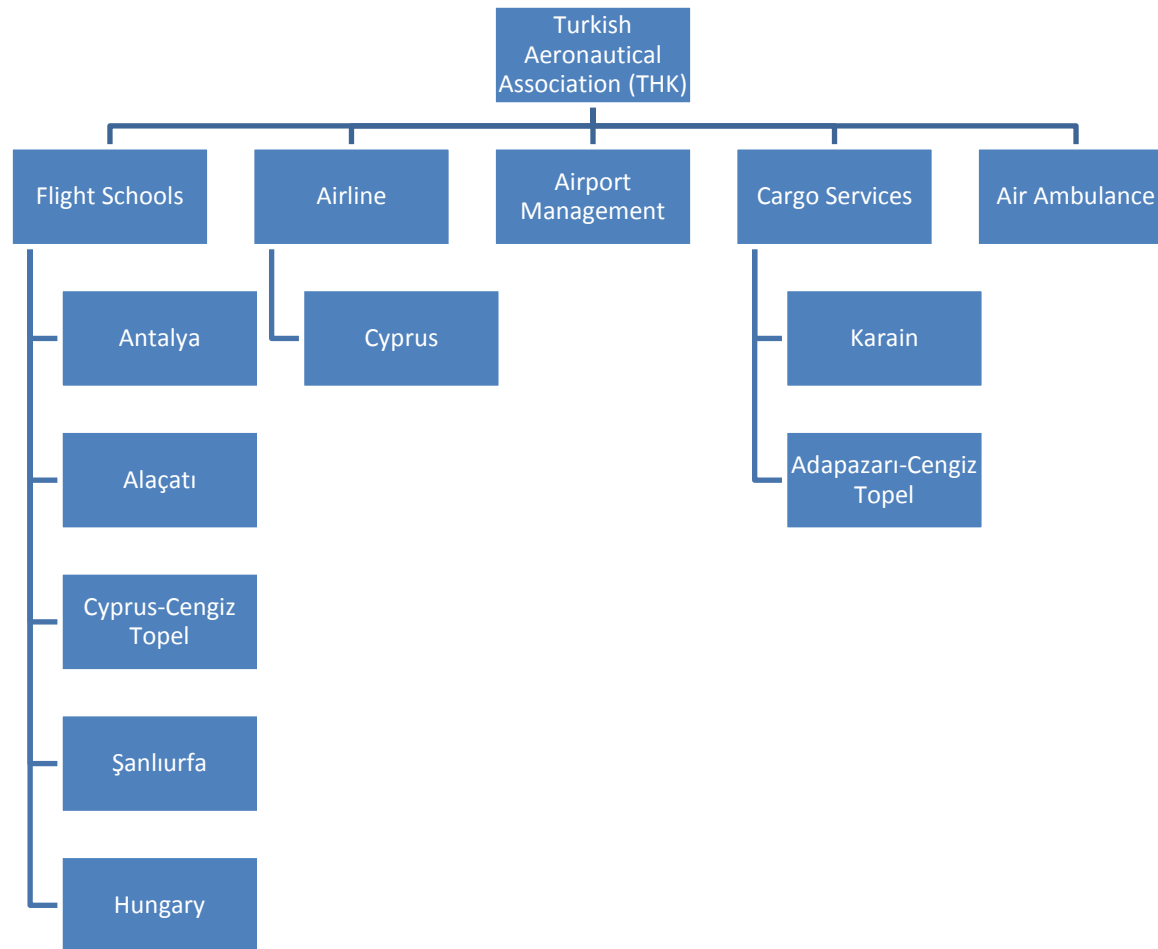 Turkish
Aeronautical
Association (THK)
Flight Schools
Airline
Airport
Management
Cargo Services
Air Ambulance
Antalya
Cyprus
Karain
Alaçatı
Adapazarı-Cengiz
Topel
Cyprus-Cengiz
Topel
Şanlıurfa
Hungary